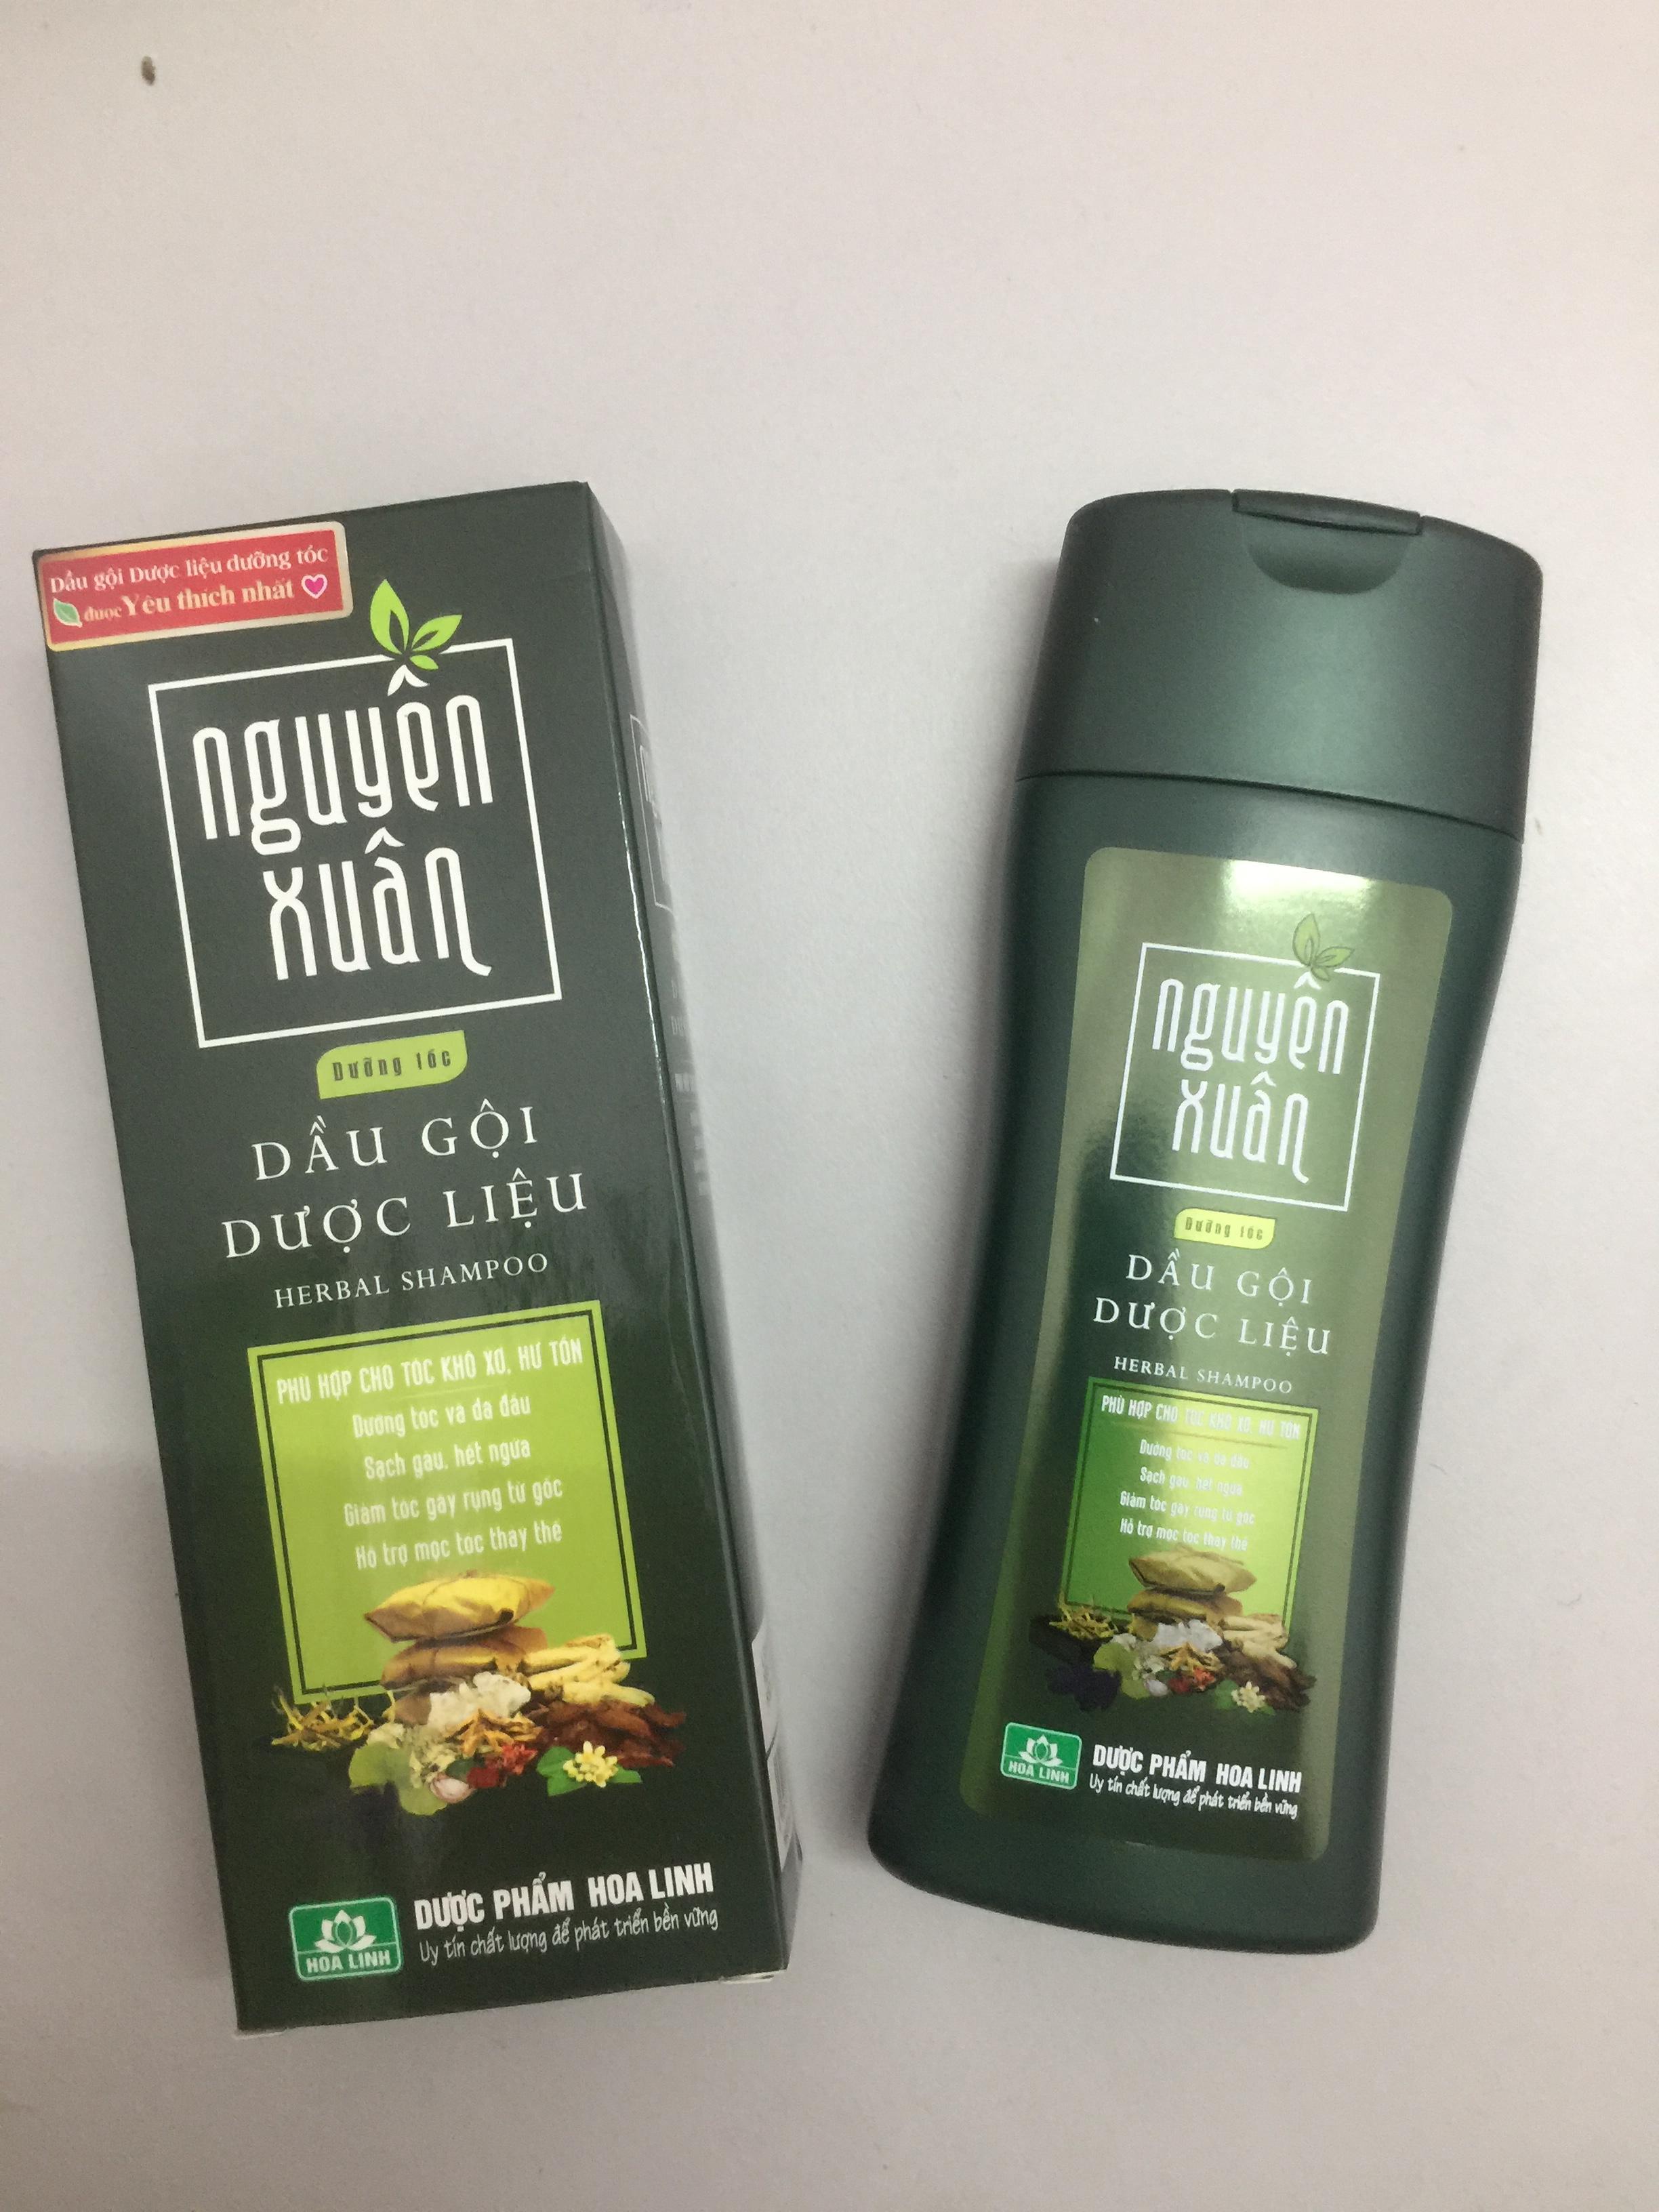 Dầu gội Dược liệu dưỡng tóc
được Yêu thích nhất
nguyên
xuân
Dưỡng tóc
DẦU GỘI
DƯỢC LIỆU
HERBAL SHAMPOO
PHÙ HỢP CHO TÓC KHÔ XƠ, HƯ TỔN
Dưỡng tóc và da đầu
Sạch gàu, hết ngứa
Giảm tóc gãy rụng từ gốc
Hỗ trợ mọc tóc thay thế
HOA LINH
DƯỢC PHẨM HOA LINH
Uy tín chất lượng để phát triển bền vững
nguyên
xuân
Dưỡng tóc
DẦU GỘI
DƯỢC LIỆU
HERBAL SHAMPOO
PHÙ HỢP CHO TÓC KHÔ XƠ, HƯ TỔN
Dưỡng tóc và da đầu
Sạch gàu, hết ngứa
Giảm tóc gãy rụng từ gốc
Hỗ trợ mọc tóc thay thế
HOA LINH
DƯỢC PHẨM HOA LINH
Uy tín chất lượng để phát triển bền vững